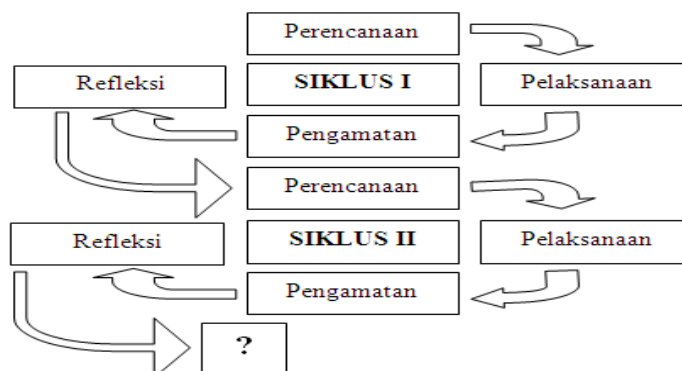 Perencanaan
Refleksi
SIKLUS I
Pelaksanaan
Pengamatan
Perencanaan
Refleksi
SIKLUS II
Pelaksanaan
Pengamatan
?